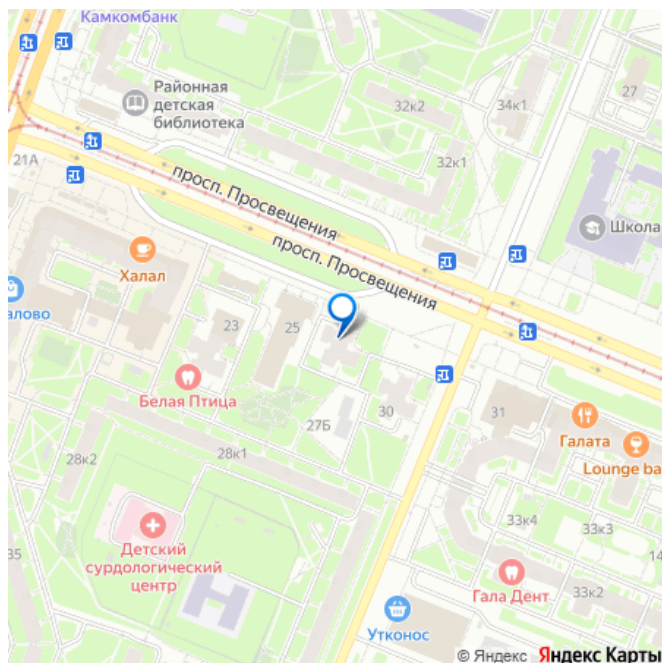 Камкомбанк
Районная
детская
библиотека
32к2
34к1
27
32к1
21А
просп. Просвещения
просп. Просвещения
Школа
Халал
алово
23
25
Белая Птица
27Б
30
31
Галата
Lounge ba
28к2
28к1
33к4
33к3
14
35
Детский
сурдологический
центр
Гала Дент
33к2
Утконос
© Яндекс Яндекс Карты